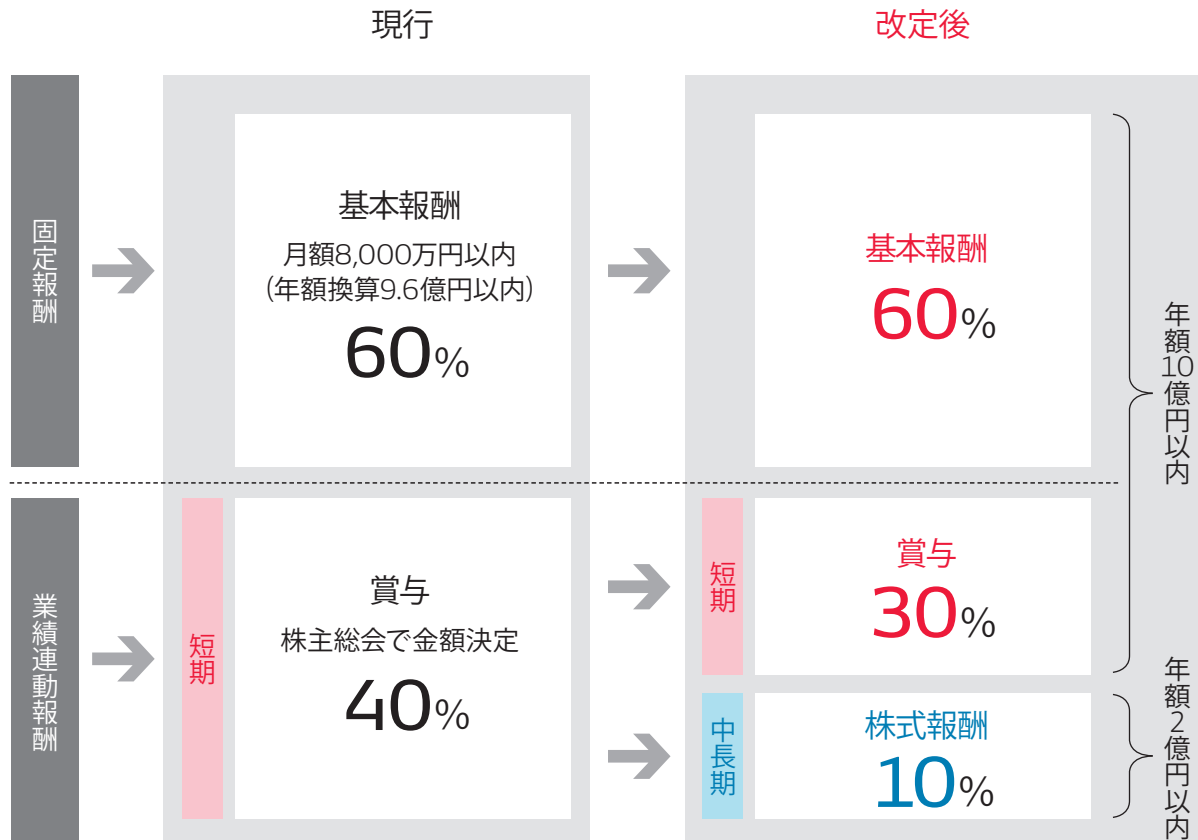 現行
改定後
固定報酬
基本報酬
月額8,000万円以内
(年額換算9.6億円以内)
60%
基本報酬
60%
年額10億円以内
業績連動報酬
短期
賞与
株主総会で金額決定
40%
短期
賞与
30%
中長期
株式報酬
10%
年額2億円以内